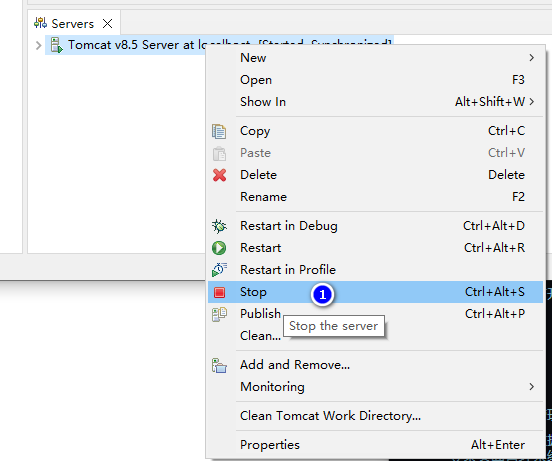 Servers
Tomcat v8.5 Server at localhost [Started, Synchronized]
New
Open F3
Show In Alt+Shift+W
Copy Ctrl+C
Paste Ctrl+V
Delete Delete
Rename F2
Restart in Debug Ctrl+Alt+D
Restart Ctrl+Alt+R
Restart in Profile
Stop 1 Ctrl+Alt+S
Publish Ctrl+Alt+P
Stop the server
Clean...
Add and Remove...
Monitoring
Clean Tomcat Work Directory...
Properties Alt+Enter